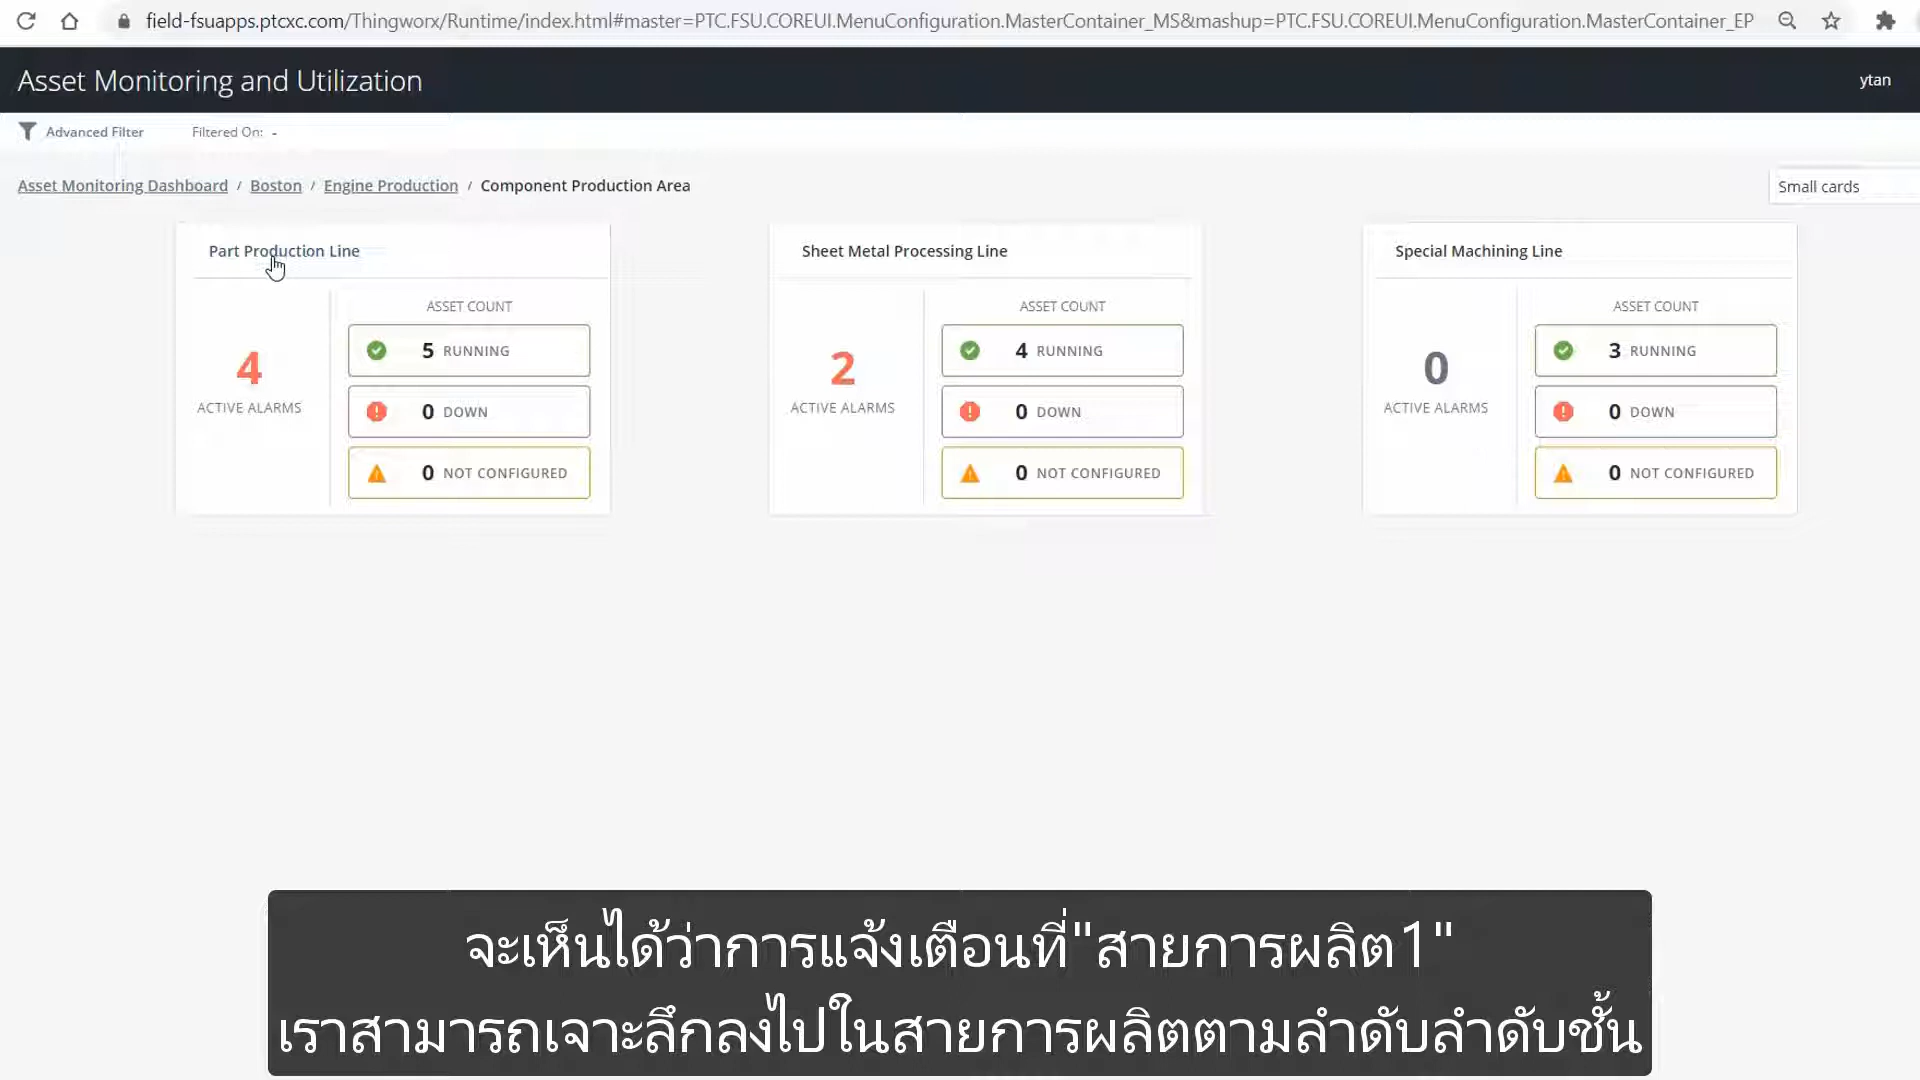 field-fsuapps.ptcxc.com/Thingworx/Runtime/index.html#master=PTC.FSU.COREUI.MenuConfiguration.MasterContainer_MS&mashup=PTC.FSU.COREUI.MenuConfiguration.MasterContainer_EP
Asset Monitoring and Utilization
ytan
Advanced Filter Filtered On: -
Asset Monitoring Dashboard / Boston / Engine Production / Component Production Area
Small cards
Part Production Line
ASSET COUNT
4
ACTIVE ALARMS
5 RUNNING
0 DOWN
0 NOT CONFIGURED
Sheet Metal Processing Line
ASSET COUNT
2
ACTIVE ALARMS
4 RUNNING
0 DOWN
0 NOT CONFIGURED
Special Machining Line
ASSET COUNT
0
ACTIVE ALARMS
3 RUNNING
0 DOWN
0 NOT CONFIGURED
จะเห็นได้ว่าการแจ้งเตือนที่"สายการผลิต1"
เราสามารถเจาะลึกลงไปในสายการผลิตตามลำดับลำดับชั้น